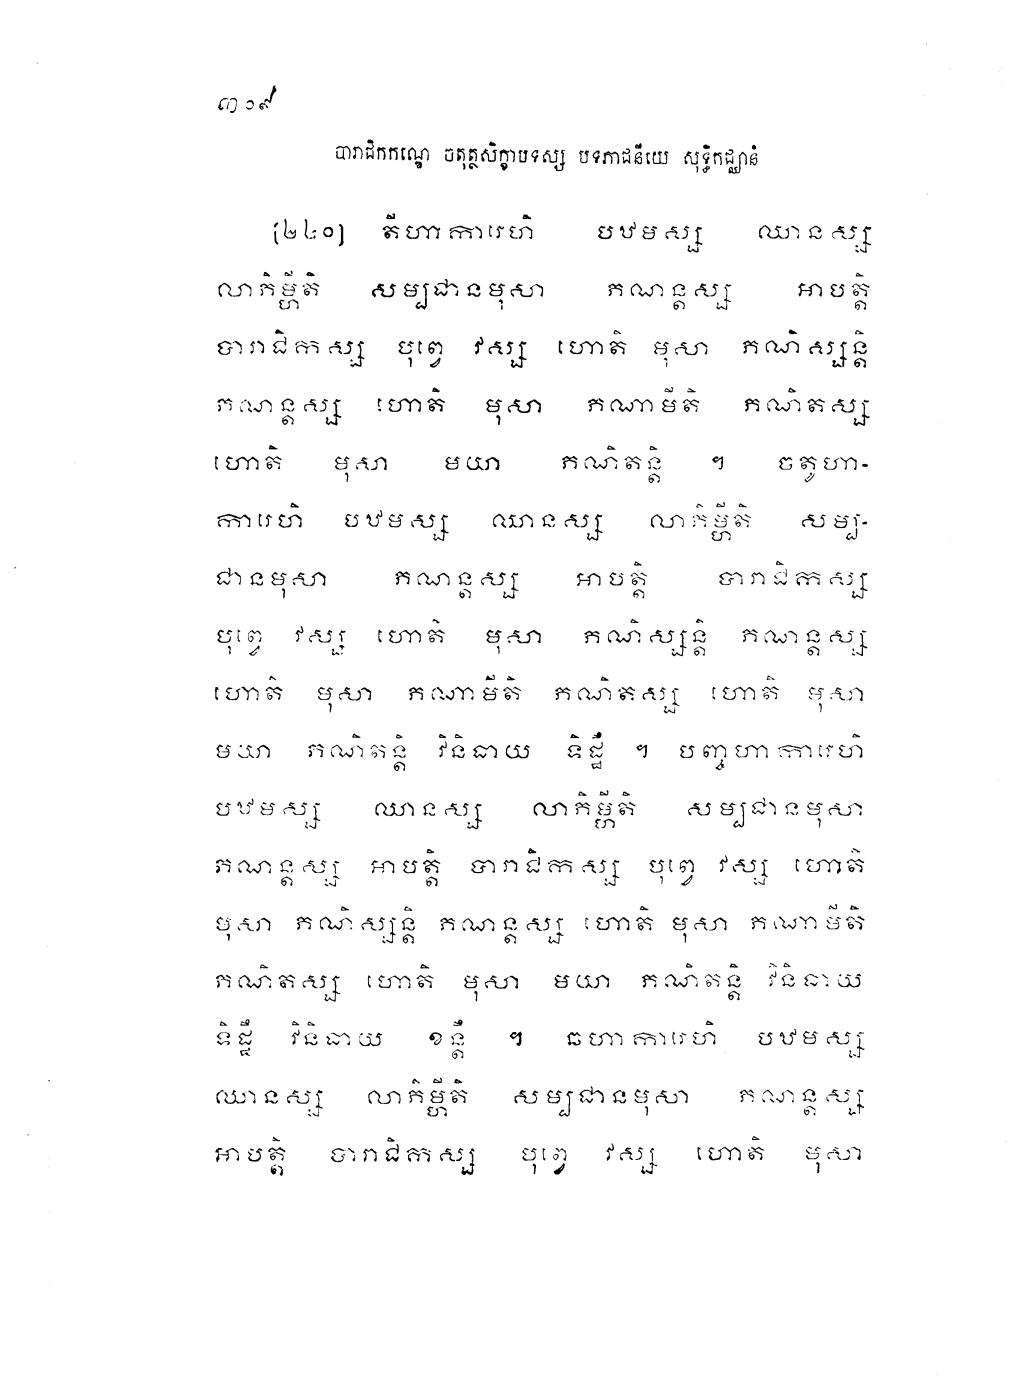 ៣១៩
បារាជិកកណ្ឌេ ចតុត្ថសិក្ខាបទស្ស បទភាជនីយេ សុទ្ធិកជ្ឈានំ
[២៤០] តីហាការេហិ បឋមស្ស ឈានស្ស
លាភិម្ហីតិ សម្បជានមុសា ភណន្តស្ស អាបត្តិ
បារាជិកស្ស បុព្វេ វស្ស ហោតិ មុសា ភណិស្សន្តិ
ភណន្តស្ស ហោតិ មុសា ភណាមីតិ ភណិតស្ស
ហោតិ មុសា មយា ភណិតន្តិ ។ ចតូហា-
ការេហិ បឋមស្ស ឈានស្ស លាភិម្ហីតិ សម្ប-
ជានមុសា ភណន្តស្ស អាបត្តិ បារាជិកស្ស
បុព្វេ វស្ស ហោតិ មុសា ភណិស្សន្តិ ភណន្តស្ស
ហោតិ មុសា ភណាមីតិ ភណិតស្ស ហោតិ មុសា
មយា ភណិតន្តិ វិនិធាយ ទិដ្ឋឹ ។ បញ្ចហាការេហិ
បឋមស្ស ឈានស្ស លាភិម្ហីតិ សម្បជានមុសា
ភណន្តស្ស អាបត្តិ បារាជិកស្ស បុព្វេ វស្ស ហោតិ
មុសា ភណិស្សន្តិ ភណន្តស្ស ហោតិ មុសា ភណាមីតិ
ភណិតស្ស ហោតិ មុសា មយា ភណិតន្តិ វិនិធាយ
ទិដ្ឋឹ វិនិធាយ ខន្តឹ ។ ឆហាការេហិ បឋមស្ស
ឈានស្ស លាភិម្ហីតិ សម្បជានមុសា ភណន្តស្ស
អាបត្តិ បារាជិកស្ស បុព្វេ វស្ស ហោតិ មុសា